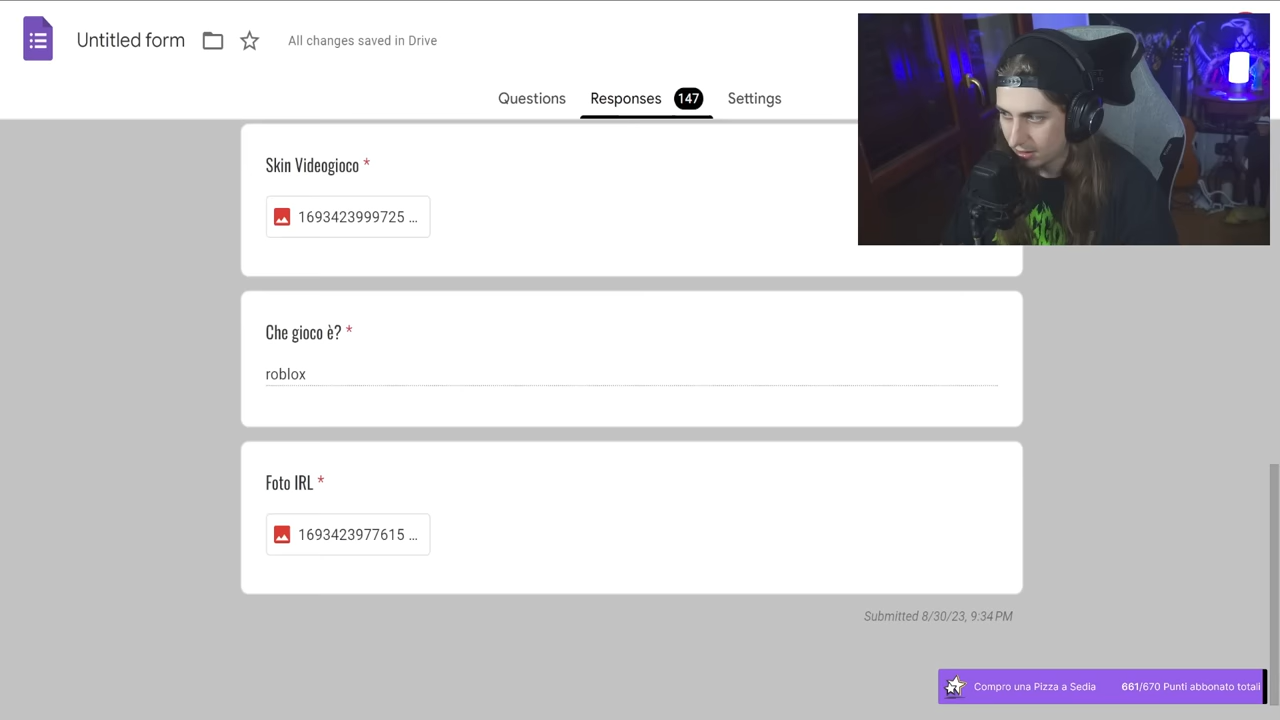 Untitled form
All changes saved in Drive
Questions
Responses 147
Settings
Skin Videogioco *
1693423999725 ...
Che gioco è? *
roblox
Foto IRL *
1693423977615 ...
Submitted 8/30/23, 9:34 PM
Compro una Pizza a Sedia 661/670 Punti abbonato totali